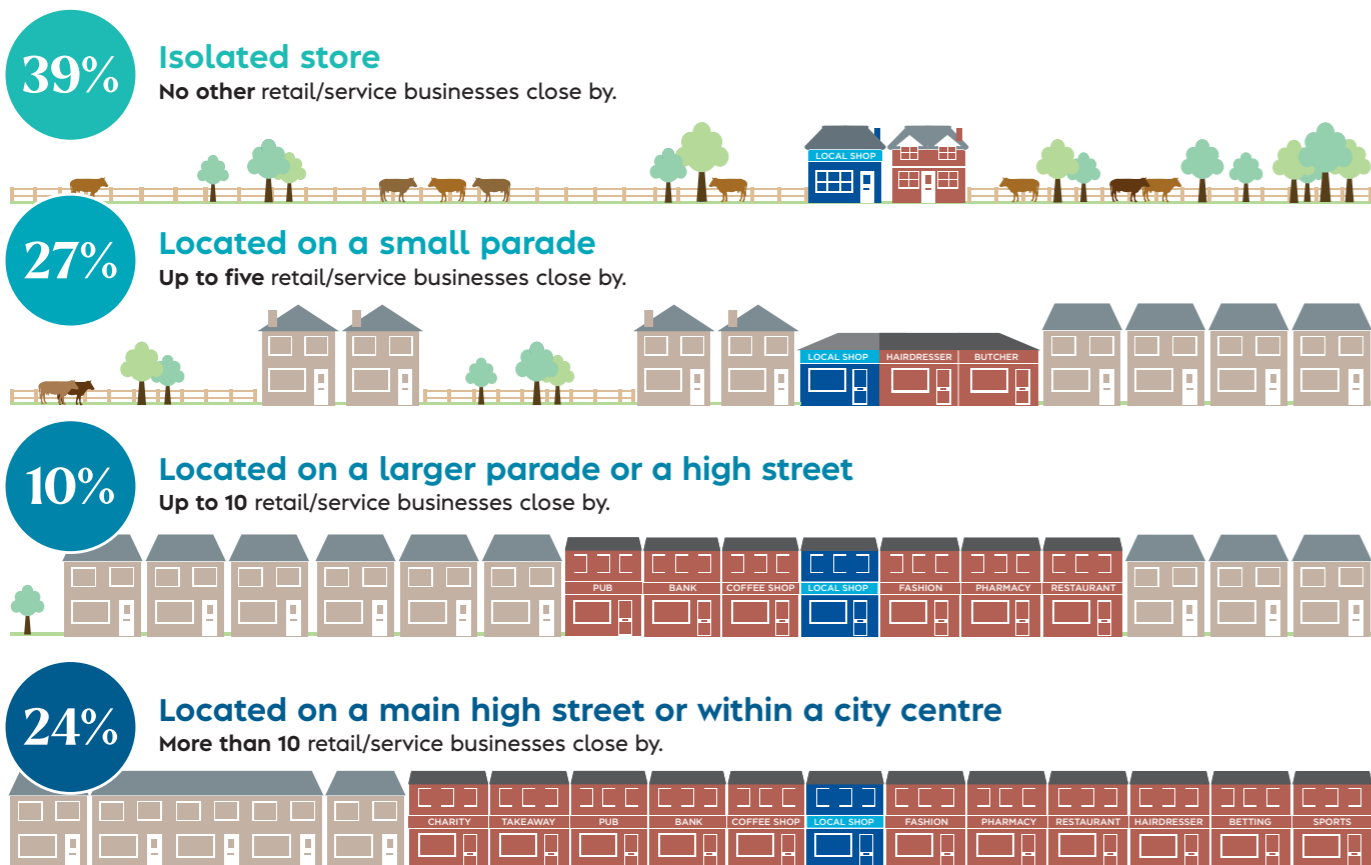 39%
Isolated store
No other retail/service businesses close by.
LOCAL SHOP
27%
Located on a small parade
Up to five retail/service businesses close by.
LOCAL SHOP HAIRDRESSER BUTCHER
10%
Located on a larger parade or a high street
Up to 10 retail/service businesses close by.
PUB BANK COFFEE SHOP LOCAL SHOP FASHION PHARMACY RESTAURANT
24%
Located on a main high street or within a city centre
More than 10 retail/service businesses close by.
CHARITY TAKEAWAY PUB BANK COFFEE SHOP LOCAL SHOP FASHION PHARMACY RESTAURANT HAIRDRESSER BETTING SPORTS